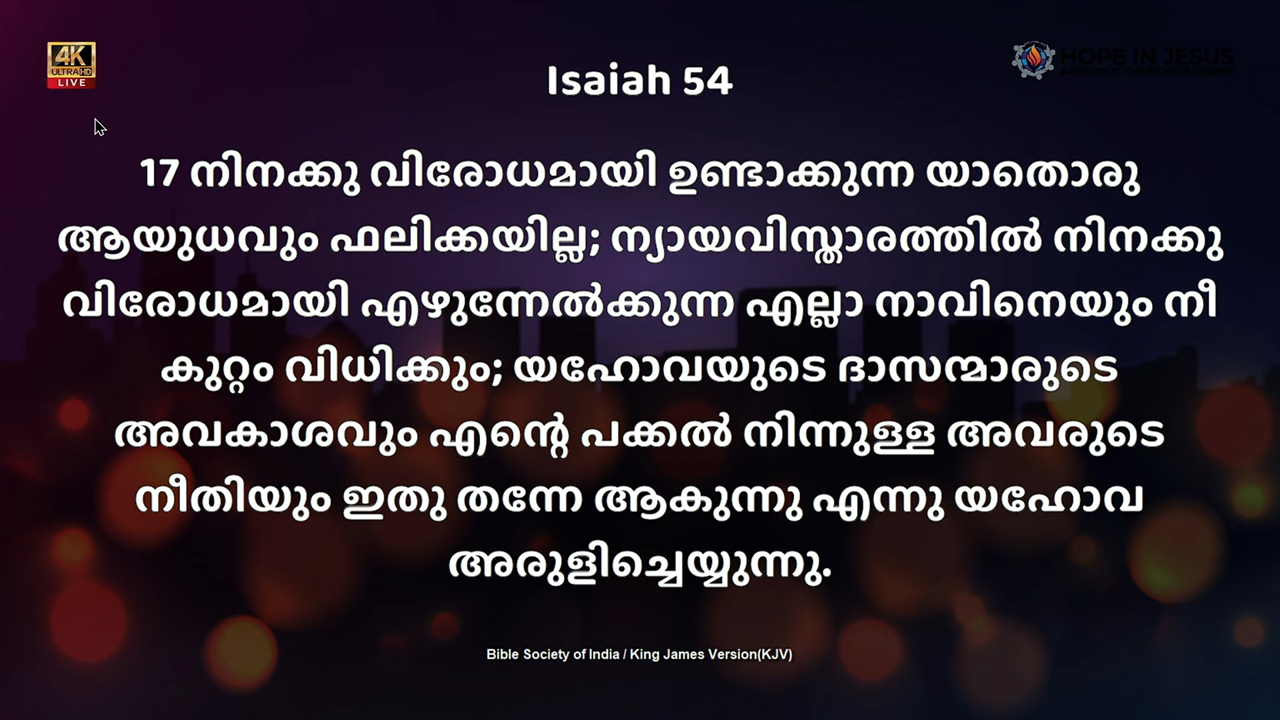 4K
ULTRA HD
LIVE
HOPE IN JESUS
Isaiah 54
17 നിനക്കു വിരോധമായി ഉണ്ടാക്കുന്ന യാതൊരു
ആയുധവും ഫലിക്കയില്ല; ന്യായവിസ്താരത്തിൽ നിനക്കു
വിരോധമായി എഴുന്നേൽക്കുന്ന എല്ലാ നാവിനെയും നീ
കുറ്റം വിധിക്കും; യഹോവയുടെ ദാസന്മാരുടെ
അവകാശവും എന്റെ പക്കൽ നിന്നുള്ള അവരുടെ
നീതിയും ഇതു തന്നേ ആകുന്നു എന്നു യഹോവ
അരുളിച്ചെയ്യുന്നു.
Bible Society of India / King James Version(KJV)